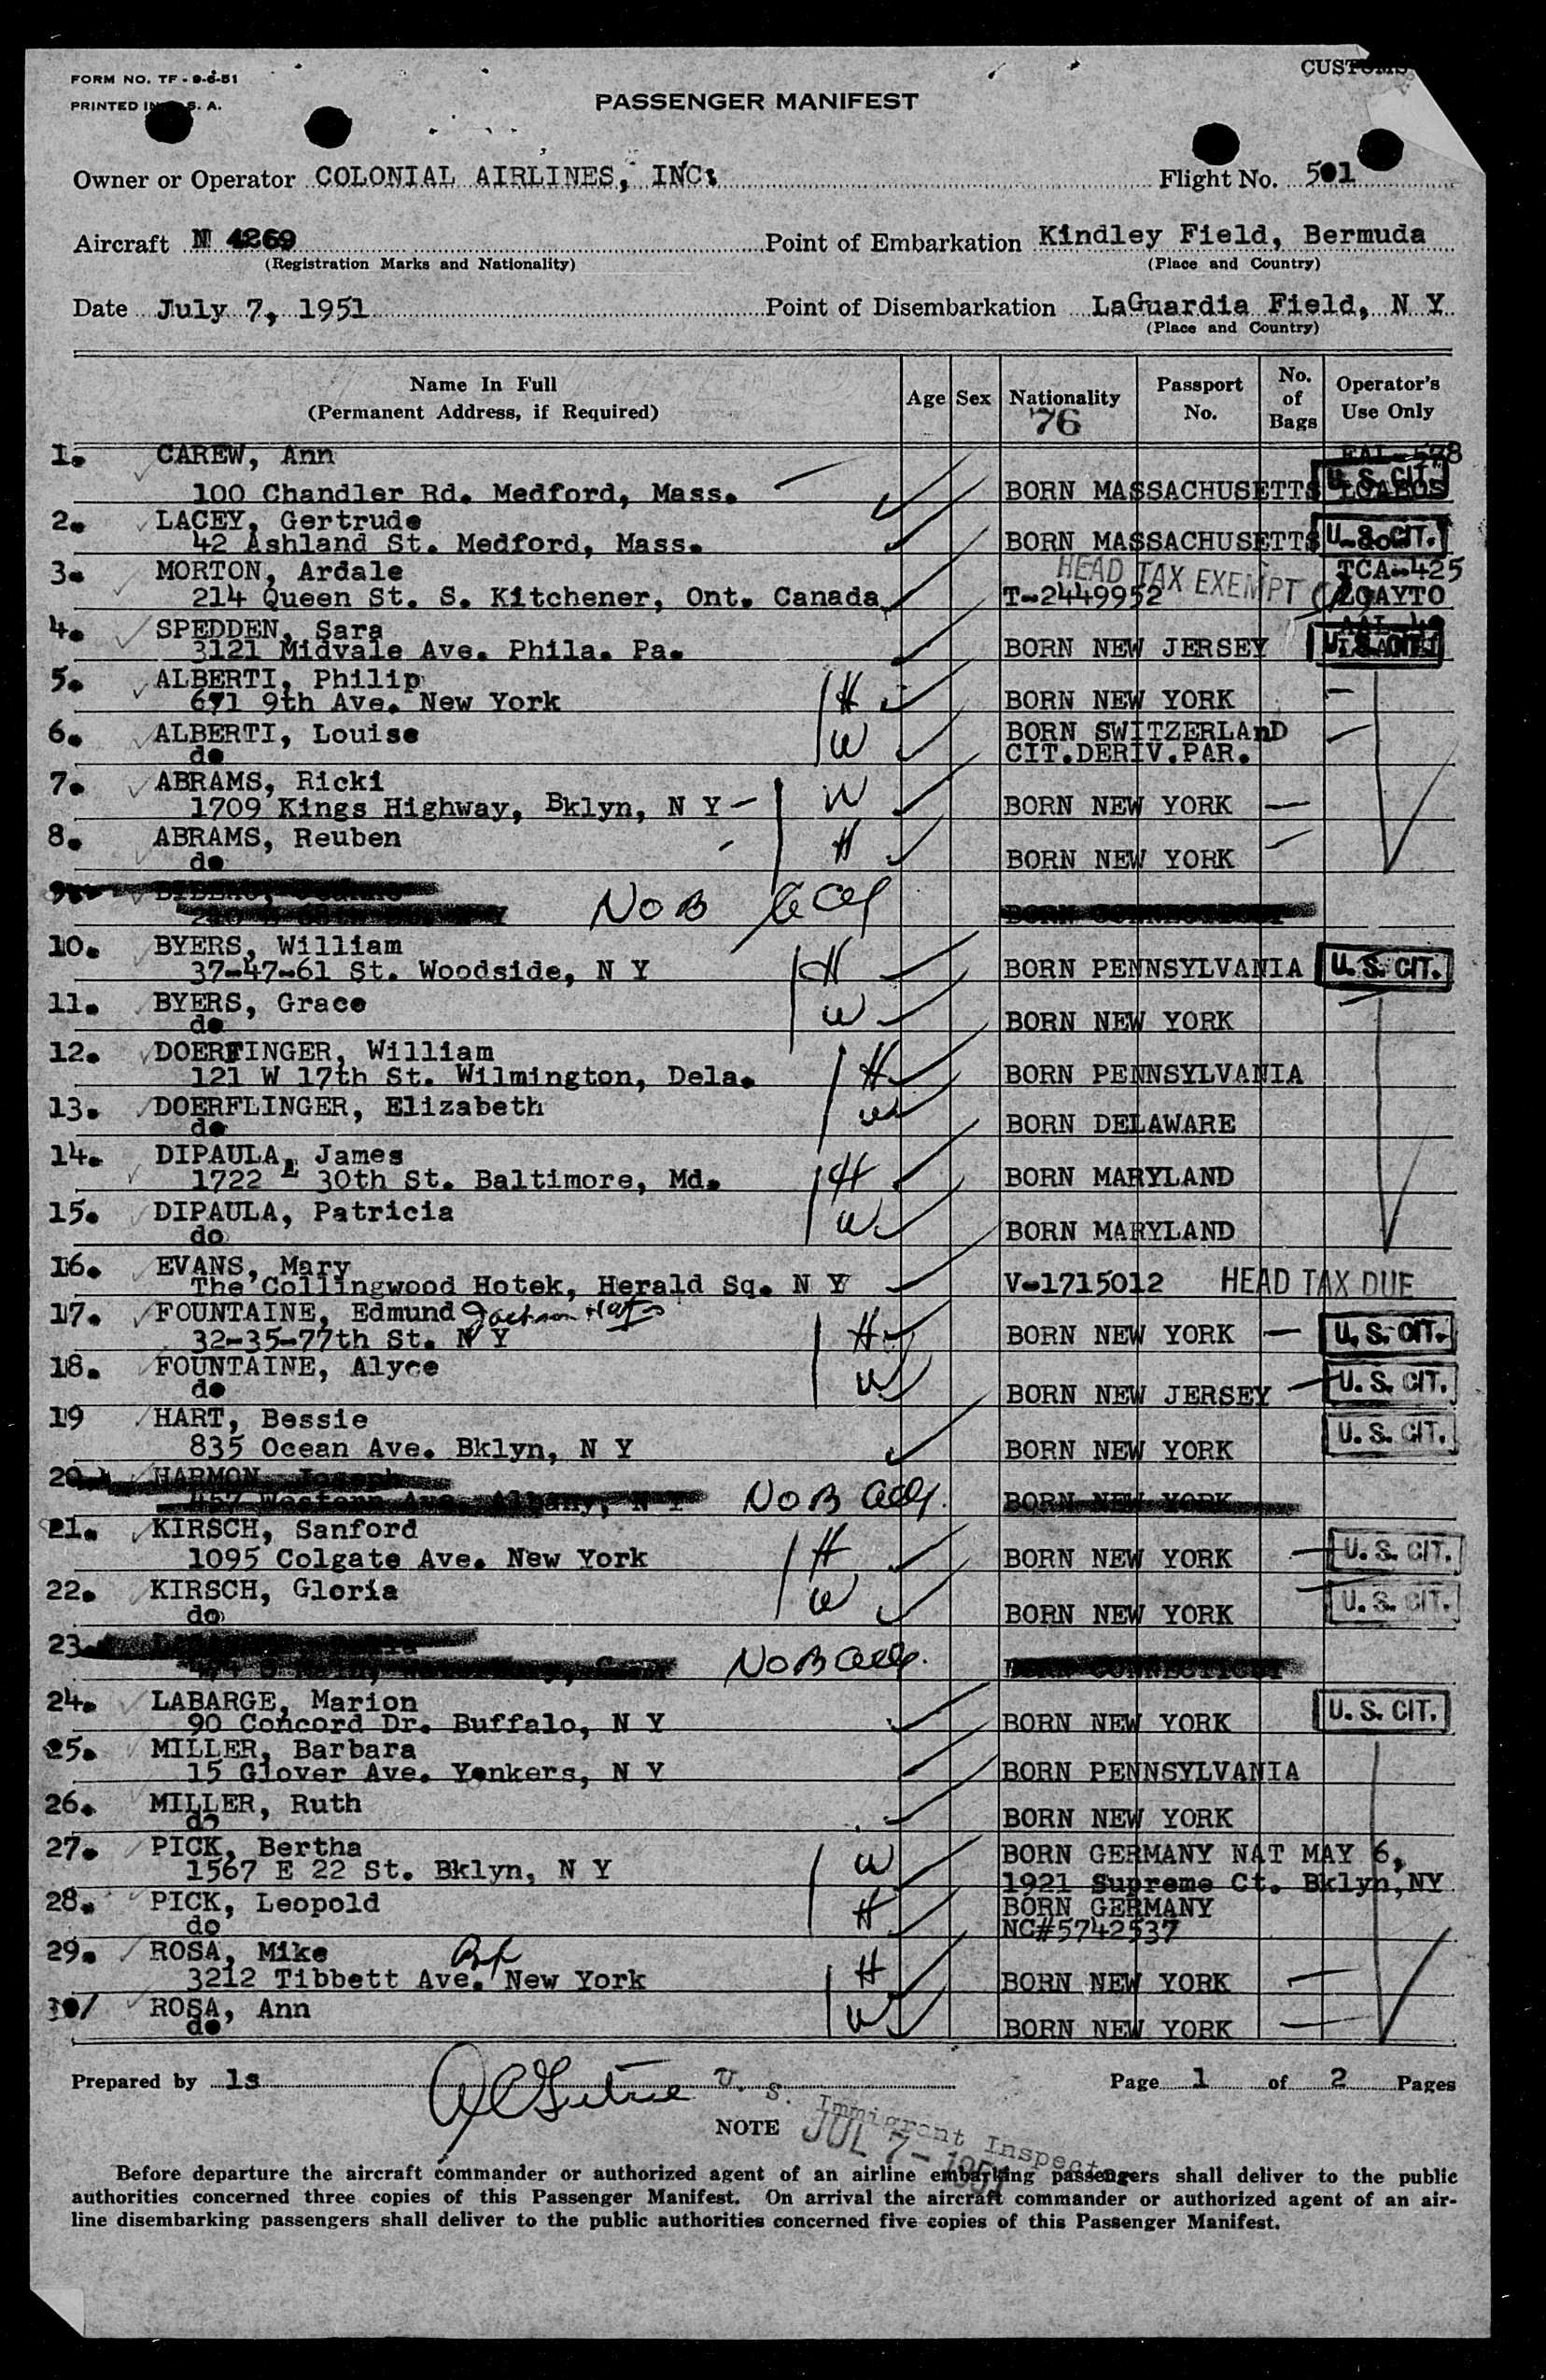 FORM NO. TF - 9-6-51
CUSTOMS
PRINTED IN S. A.
PASSENGER MANIFEST
Owner or Operator COLONIAL AIRLINES, INC. Flight No. 501
Aircraft N 4269 Point of Embarkation Kindley Field, Bermuda
(Registration Marks and Nationality) (Place and Country)
Date July 7, 1951 Point of Disembarkation LaGuardia Field, N Y
(Place and Country)
Name In Full (Permanent Address, if Required) Age Sex Nationality Passport No. No. of Bags Operator's Use Only
76
1. CAREW, Ann
100 Chandler Rd. Medford, Mass. BORN MASSACHUSETTS U. S. CIT.
2. LACEY, Gertrude
42 Ashland St. Medford, Mass. BORN MASSACHUSETTS U. S. CIT.
3. MORTON, Ardale HEAD TAX EXEMPT TCA-425
214 Queen St. S. Kitchener, Ont. Canada T-2449952 LGAYTO
4. SPEDDEN, Sara
3121 Midvale Ave. Phila. Pa. BORN NEW JERSEY U. S. CIT.
5. ALBERTI, Philip H
671 9th Ave. New York BORN NEW YORK
6. ALBERTI, Louise W BORN SWITZERLAnD
do CIT.DERIV.PAR.
7. ABRAMS, Ricki W
1709 Kings Highway, Bklyn, N Y BORN NEW YORK
8. ABRAMS, Reuben H
do BORN NEW YORK
NOB
10. BYERS, William H
37-47-61 St. Woodside, N Y BORN PENNSYLVANIA U. S. CIT.
11. BYERS, Grace W
do BORN NEW YORK
12. DOERFINGER, William H
121 W 17th St. Wilmington, Dela. BORN PENNSYLVANIA
13. DOERFLINGER, Elizabeth W
do BORN DELAWARE
14. DIPAULA, James H
1722 E 30th St. Baltimore, Md. BORN MARYLAND
15. DIPAULA, Patricia W
do BORN MARYLAND
16. EVANS, Mary
The Collingwood Hotek, Herald Sq. N Y V-1715012 HEAD TAX DUE
17. FOUNTAINE, Edmund Jackson Hgts H
32-35-77th St. N Y BORN NEW YORK U. S. CIT.
18. FOUNTAINE, Alyce W
do BORN NEW JERSEY U. S. CIT.
19 HART, Bessie
835 Ocean Ave. Bklyn, N Y BORN NEW YORK U. S. CIT.
20. HARMON, Joseph
Western Ave. Albany, N Y NOB BORN NEW YORK
21. KIRSCH, Sanford H
1095 Colgate Ave. New York BORN NEW YORK U. S. CIT.
22. KIRSCH, Gloria W
do BORN NEW YORK U. S. CIT.
23
NOB BORN CONNECTICUT
24. LABARGE, Marion
90 Concord Dr. Buffalo, N Y BORN NEW YORK U. S. CIT.
25. MILLER, Barbara
15 Glover Ave. Yonkers, N Y BORN PENNSYLVANIA
26. MILLER, Ruth
do BORN NEW YORK
27. PICK, Bertha W BORN GERMANY NAT MAY 6,
1567 E 22 St. Bklyn, N Y 1921 Supreme Ct. Bklyn,NY
28. PICK, Leopold H BORN GERMANY
do NC#5742537
29. ROSA, Mike H
3212 Tibbett Ave. New York BORN NEW YORK
30/ ROSA, Ann W
do BORN NEW YORK
Prepared by ls Page 1 of 2 Pages
U. S. Immigrant Inspector
NOTE JUL 7 - 1951
Before departure the aircraft commander or authorized agent of an airline embarking passengers shall deliver to the public
authorities concerned three copies of this Passenger Manifest. On arrival the aircraft commander or authorized agent of an air-
line disembarking passengers shall deliver to the public authorities concerned five copies of this Passenger Manifest.